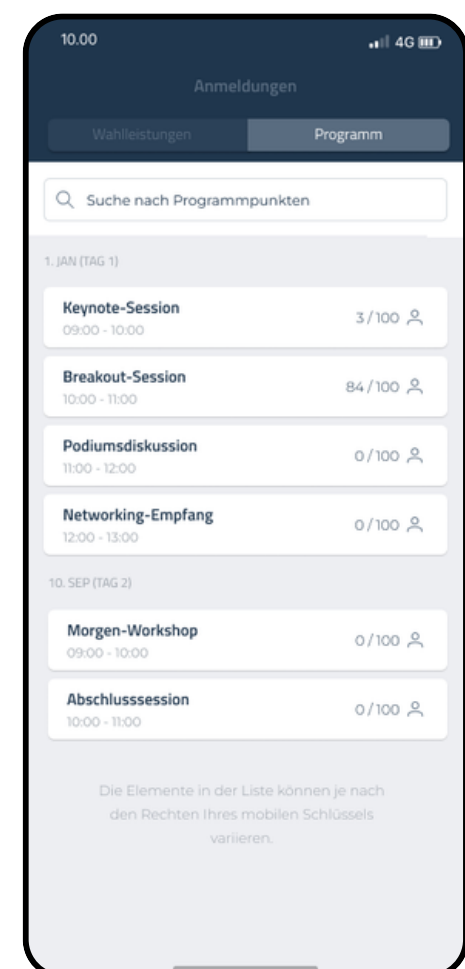 10.00
4G
Anmeldungen
Wahlleistungen
Programm
Suche nach Programmpunkten
1. JAN (TAG 1)
Keynote-Session
3/100
09:00 - 10:00
Breakout-Session
84/100
10:00 - 11:00
Podiumsdiskussion
0/100
11:00 - 12:00
Networking-Empfang
0/100
12:00 - 13:00
10. SEP (TAG 2)
Morgen-Workshop
0/100
09:00 - 10:00
Abschlusssession
0/100
10:00 - 11:00
Die Elemente in der Liste können je nach
den Rechten Ihres mobilen Schlüssels
variieren.